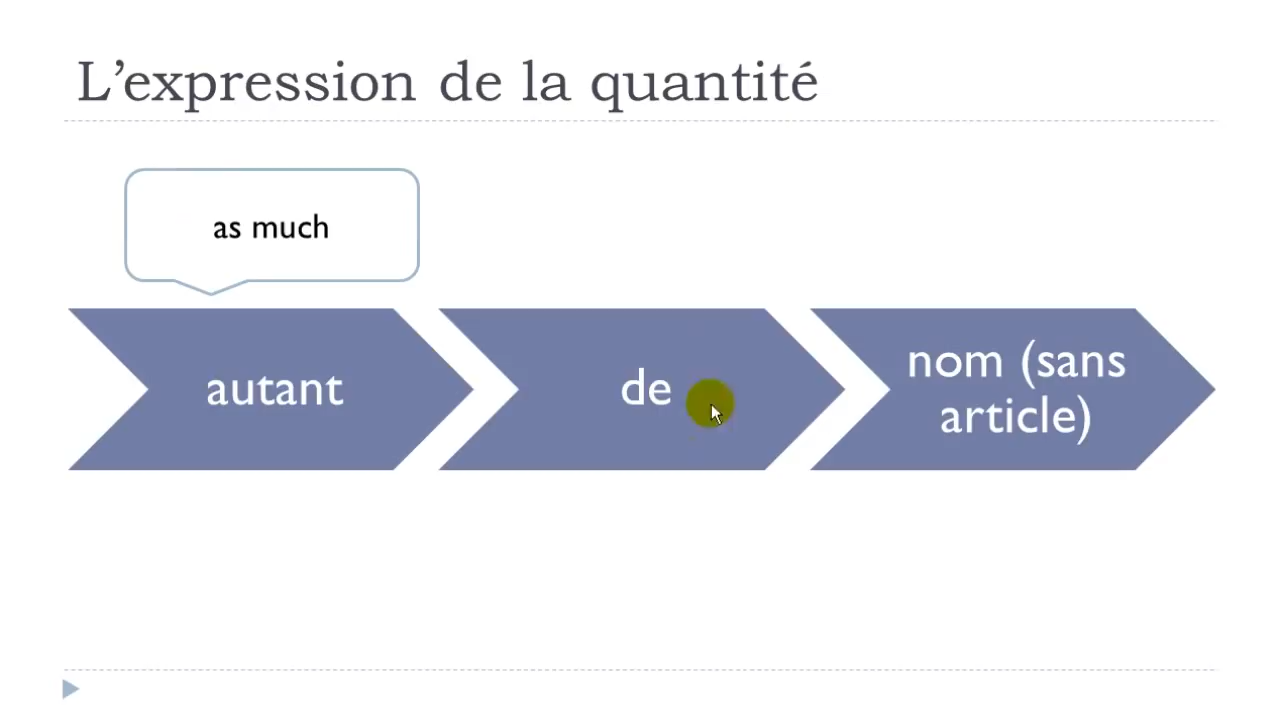 L’expression de la quantité
as much
autant
de
nom (sans
article)